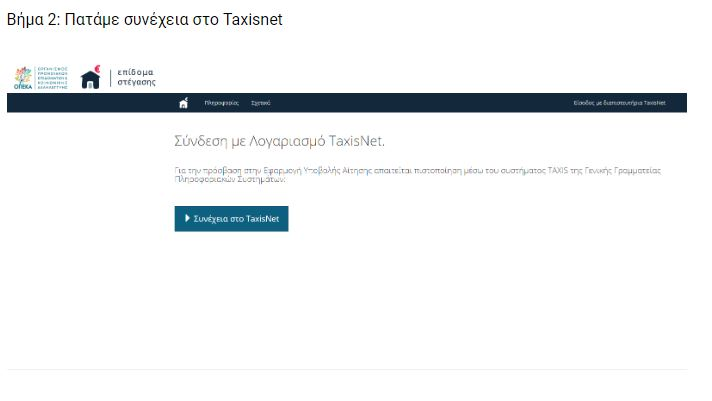 Βήμα 2: Πατάμε συνέχεια στο Taxisnet
ΟΠΕΚΑ
ΟΡΓΑΝΙΣΜΟΣ
ΠΡΟΝΟΙΑΚΩΝ
ΕΠΙΔΟΜΑΤΩΝ &
ΚΟΙΝΩΝΙΚΗΣ
ΑΛΛΗΛΕΓΓΥΗΣ
επίδομα
στέγασης
Πληροφορίες Σχετικά Είσοδος με διαπιστευτήρια TaxisNet
Σύνδεση με Λογαριασμό TaxisNet.
Για την πρόσβαση στην Εφαρμογή Υποβολής Αίτησης απαιτείται πιστοποίηση μέσω του συστήματος TAXIS της Γενικής Γραμματείας
Πληροφοριακών Συστημάτων:
Συνέχεια στο TaxisNet